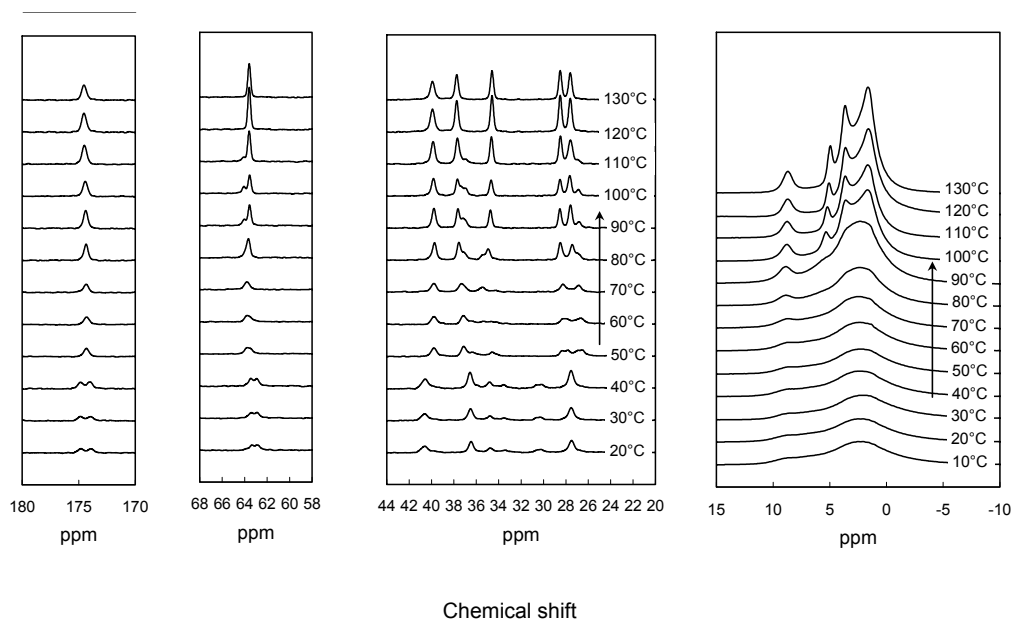 130°C
120°C
110°C
100°C
90°C
80°C
70°C
60°C
50°C
40°C
30°C
20°C
130°C
120°C
110°C
100°C
90°C
80°C
70°C
60°C
50°C
40°C
30°C
20°C
10°C
180 175 170
68 66 64 62 60 58
44 42 40 38 36 34 32 30 28 26 24 22 20
15 10 5 0 -5 -10
ppm
ppm
ppm
ppm
Chemical shift